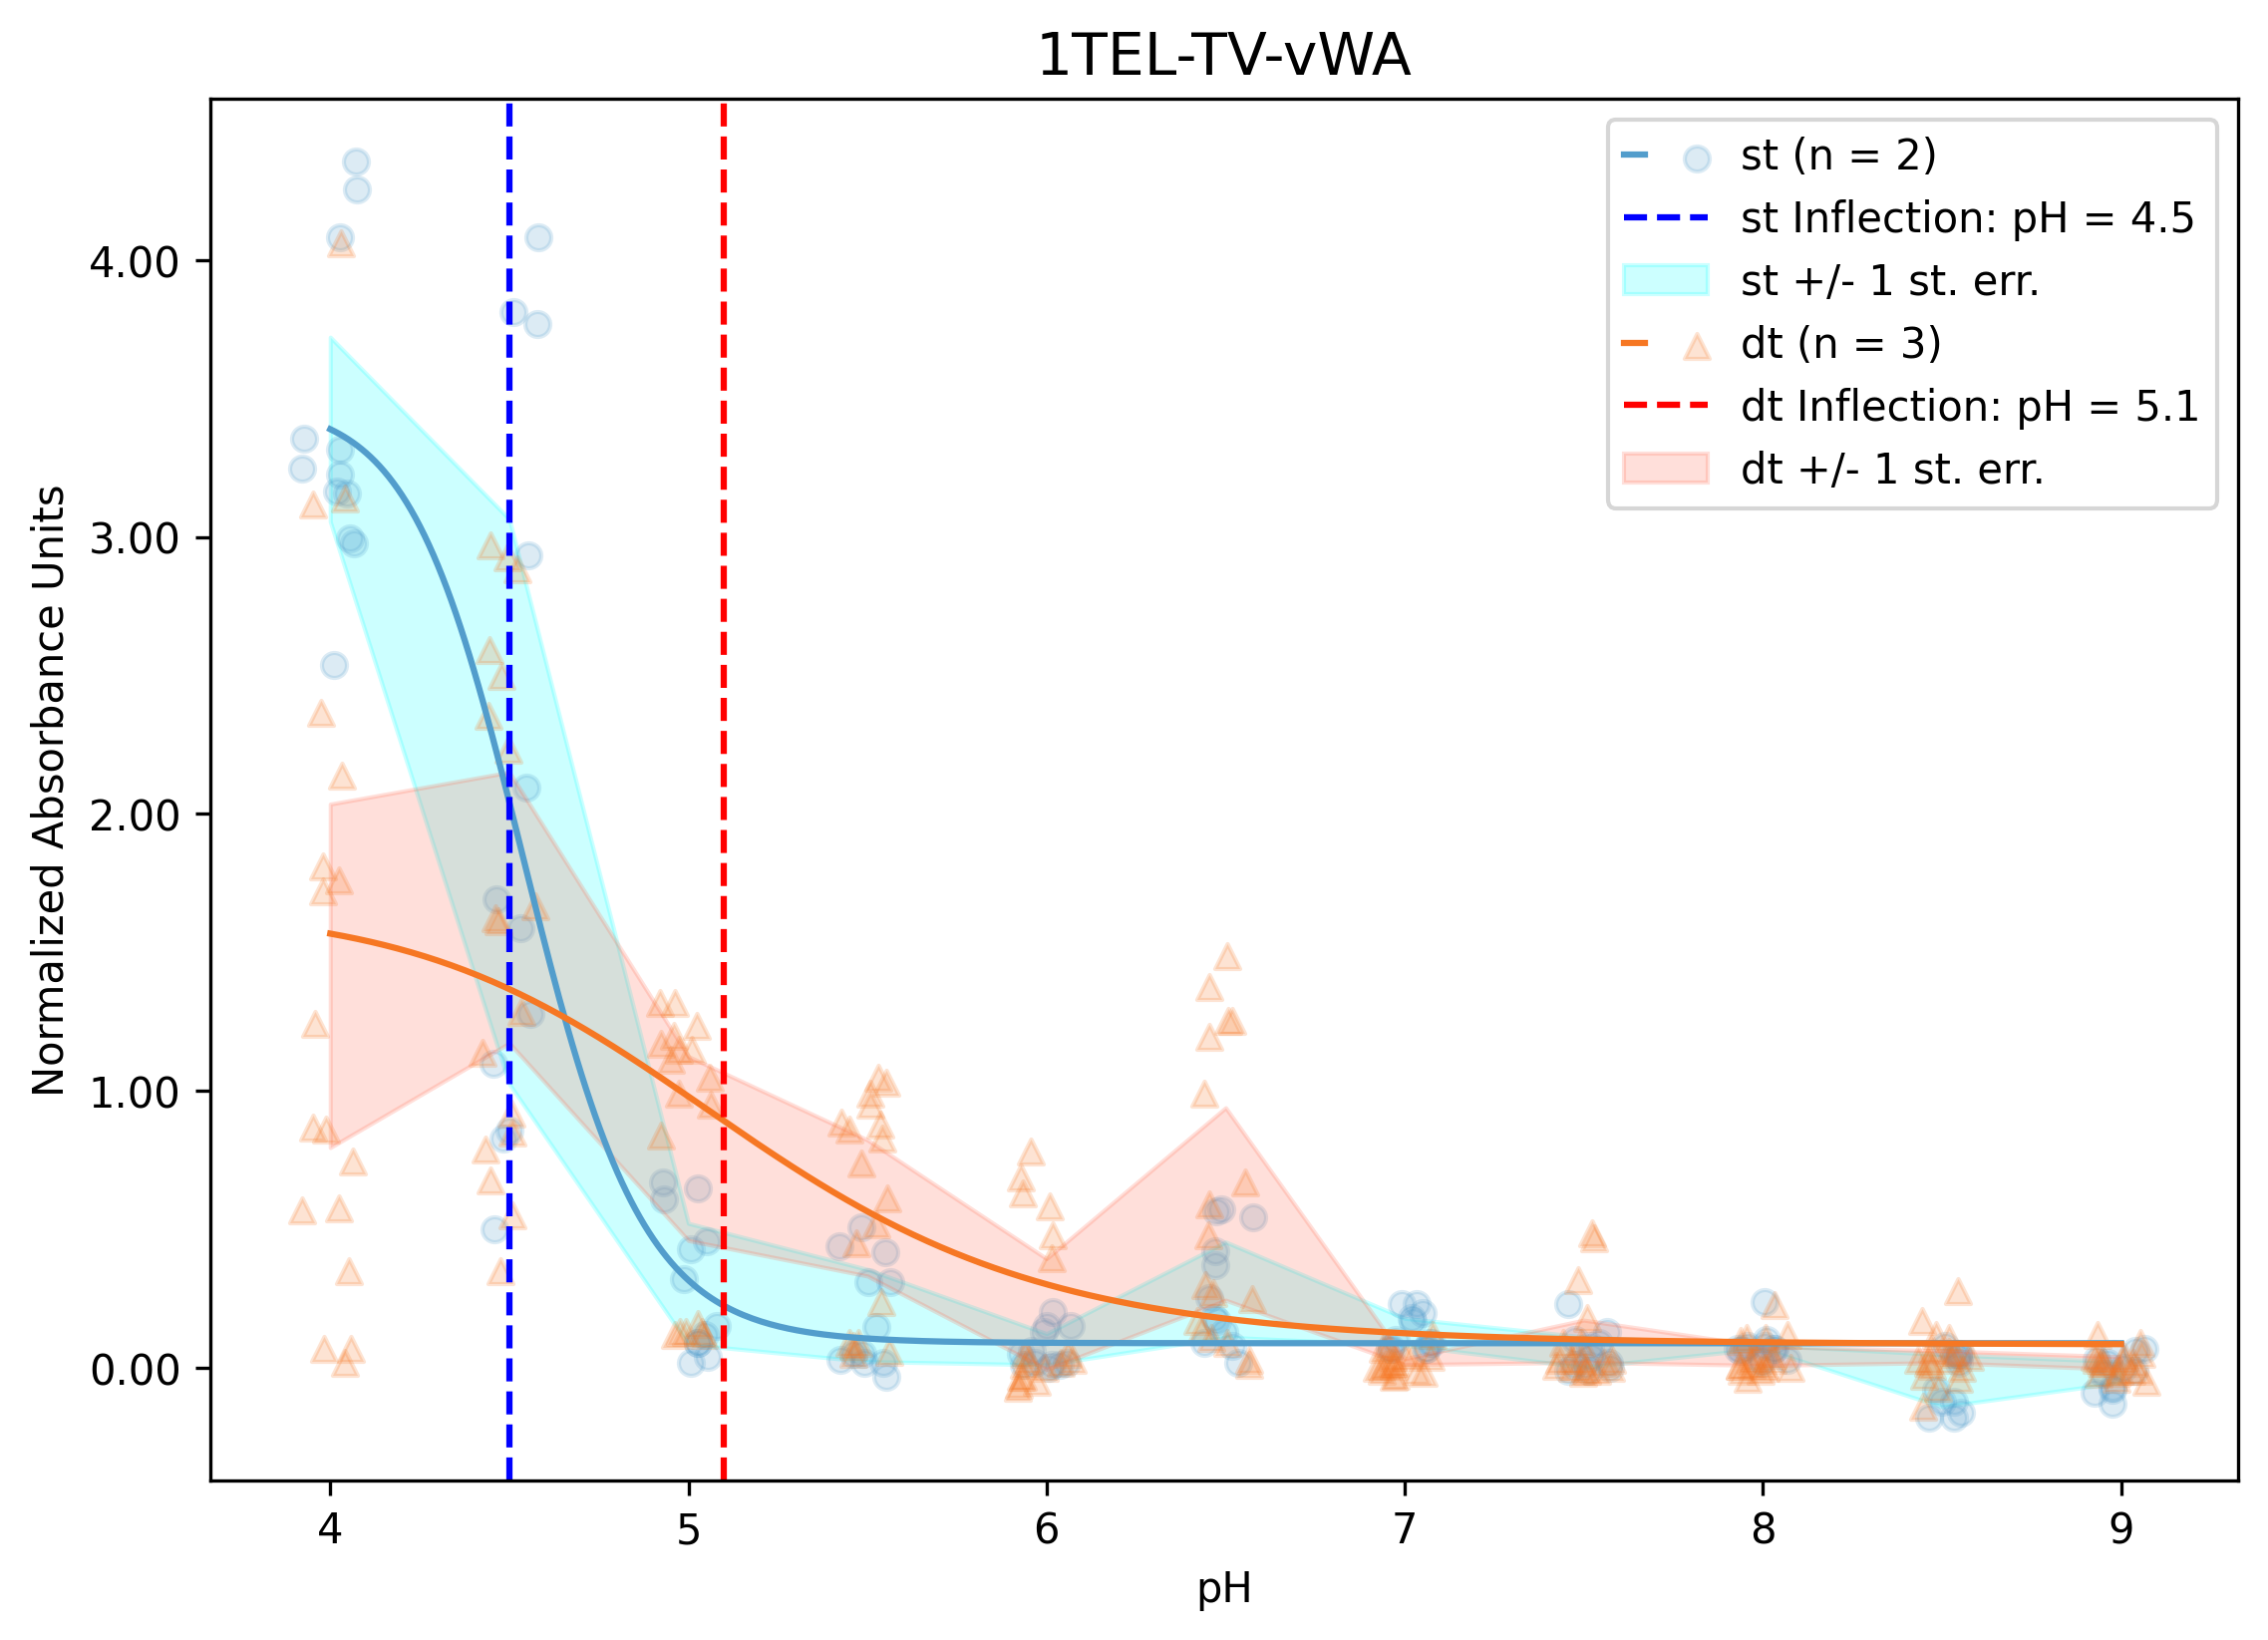 1TEL-TV-vWA
st (n = 2)
st Inflection: pH = 4.5
st +/- 1 st. err.
dt (n = 3)
dt Inflection: pH = 5.1
dt +/- 1 st. err.
Normalized Absorbance Units
4.00
3.00
2.00
1.00
0.00
4 5 6 7 8 9
pH